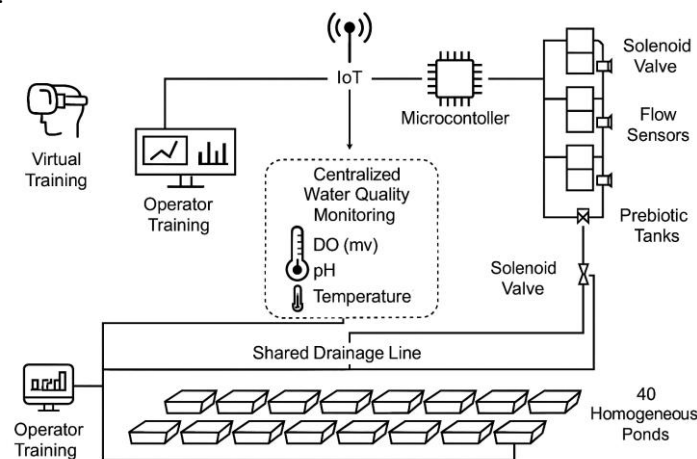 IoT
Microcontoller
Solenoid
Valve
Flow
Sensors
Prebiotic
Tanks
Virtual
Training
Operator
Training
Centralized
Water Quality
Monitoring
DO (mv)
pH
Temperature
Solenoid
Valve
Shared Drainage Line
Operator
Training
40
Homogeneous
Ponds